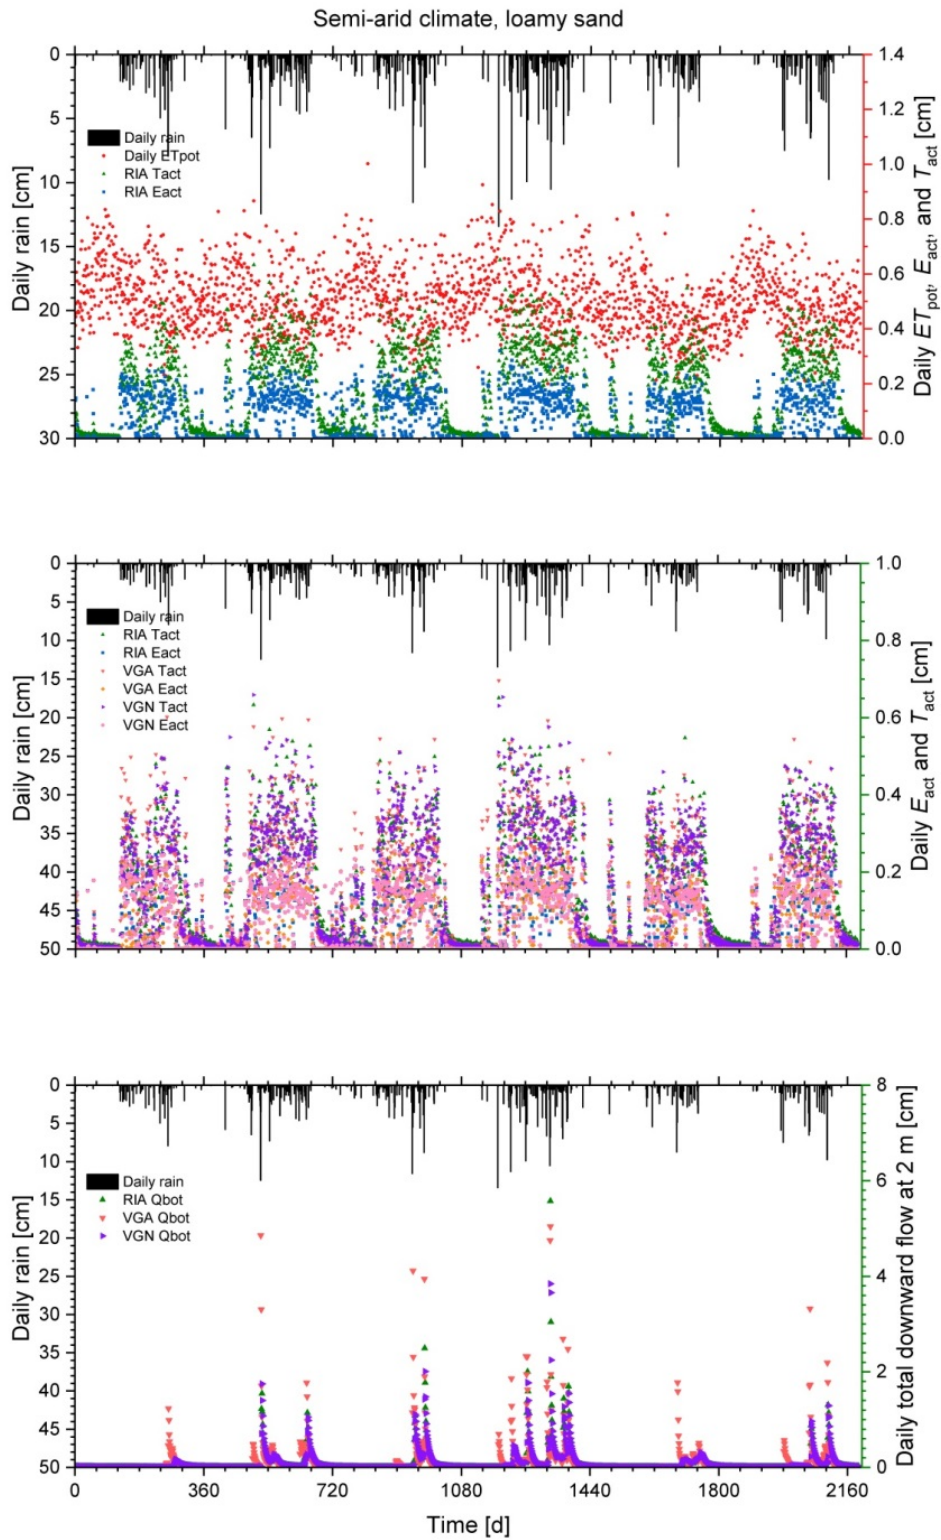 Semi-arid climate, loamy sand
0
5
10
15
20
25
30
Daily rain [cm]
Daily rain
Daily ETpot
RIA Tact
RIA Eact
1.4
1.2
1.0
0.8
0.6
0.4
0.2
0.0
Daily ETpot, Eact, and Tact [cm]
0
5
10
15
20
25
30
35
40
45
50
Daily rain [cm]
Daily rain
RIA Tact
RIA Eact
VGA Tact
VGA Eact
VGN Tact
VGN Eact
1.0
0.8
0.6
0.4
0.2
0.0
Daily Eact and Tact [cm]
0
5
10
15
20
25
30
35
40
45
50
Daily rain [cm]
Daily rain
RIA Qbot
VGA Qbot
VGN Qbot
8
6
4
2
0
Daily total downward flow at 2 m [cm]
0 360 720 1080 1440 1800 2160
Time [d]